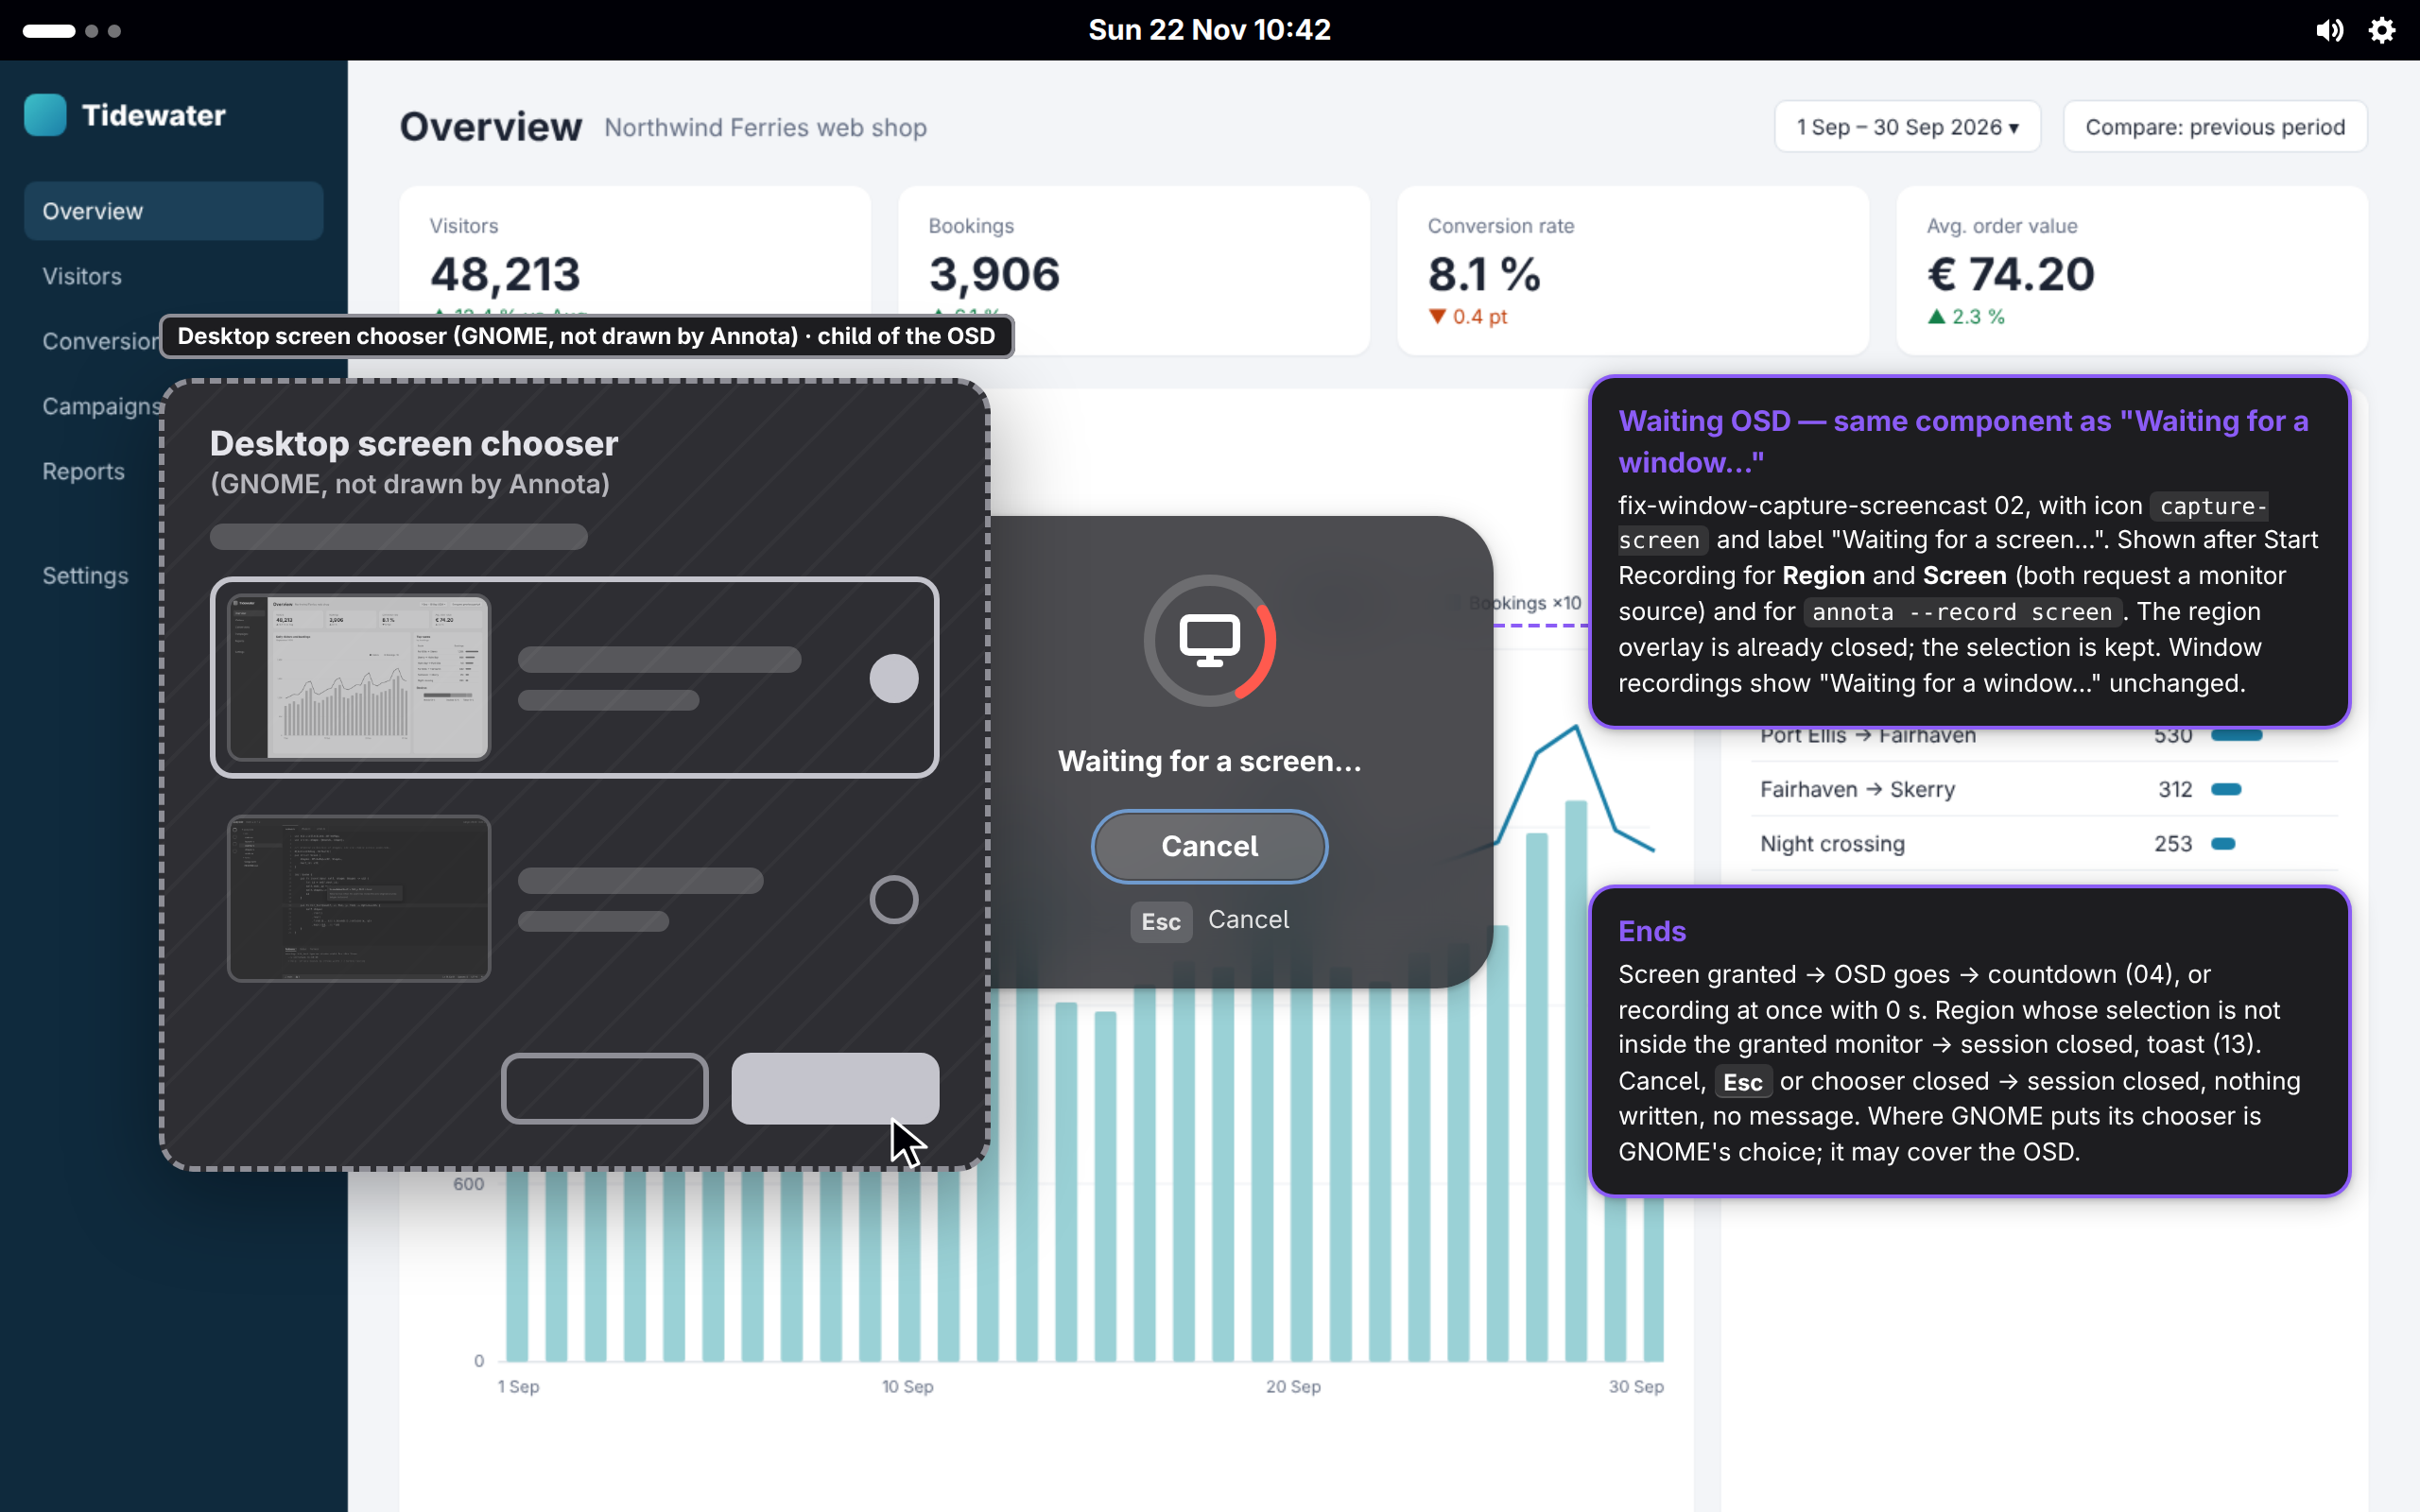 Sun 22 Nov 10:42
Tidewater
Overview
Visitors
Conversion
Campaigns
Reports
Settings
Overview Northwind Ferries web shop
1 Sep – 30 Sep 2026 ▾
Compare: previous period
Visitors
48,213
Bookings
3,906
Conversion rate
8.1 %
▼ 0.4 pt
Avg. order value
€ 74.20
▲ 2.3 %
Desktop screen chooser (GNOME, not drawn by Annota) · child of the OSD
Desktop screen chooser
(GNOME, not drawn by Annota)
Waiting for a screen…
Cancel
Esc Cancel
Bookings ×10
Waiting OSD — same component as "Waiting for a
window…"
fix-window-capture-screencast 02, with icon capture-
screen and label "Waiting for a screen…". Shown after Start
Recording for Region and Screen (both request a monitor
source) and for annota --record screen. The region
overlay is already closed; the selection is kept. Window
recordings show "Waiting for a window…" unchanged.
Port Ellis → Fairhaven 530
Fairhaven → Skerry 312
Night crossing 253
Ends
Screen granted → OSD goes → countdown (04), or
recording at once with 0 s. Region whose selection is not
inside the granted monitor → session closed, toast (13).
Cancel, Esc or chooser closed → session closed, nothing
written, no message. Where GNOME puts its chooser is
GNOME's choice; it may cover the OSD.
600
0
1 Sep
10 Sep
20 Sep
30 Sep